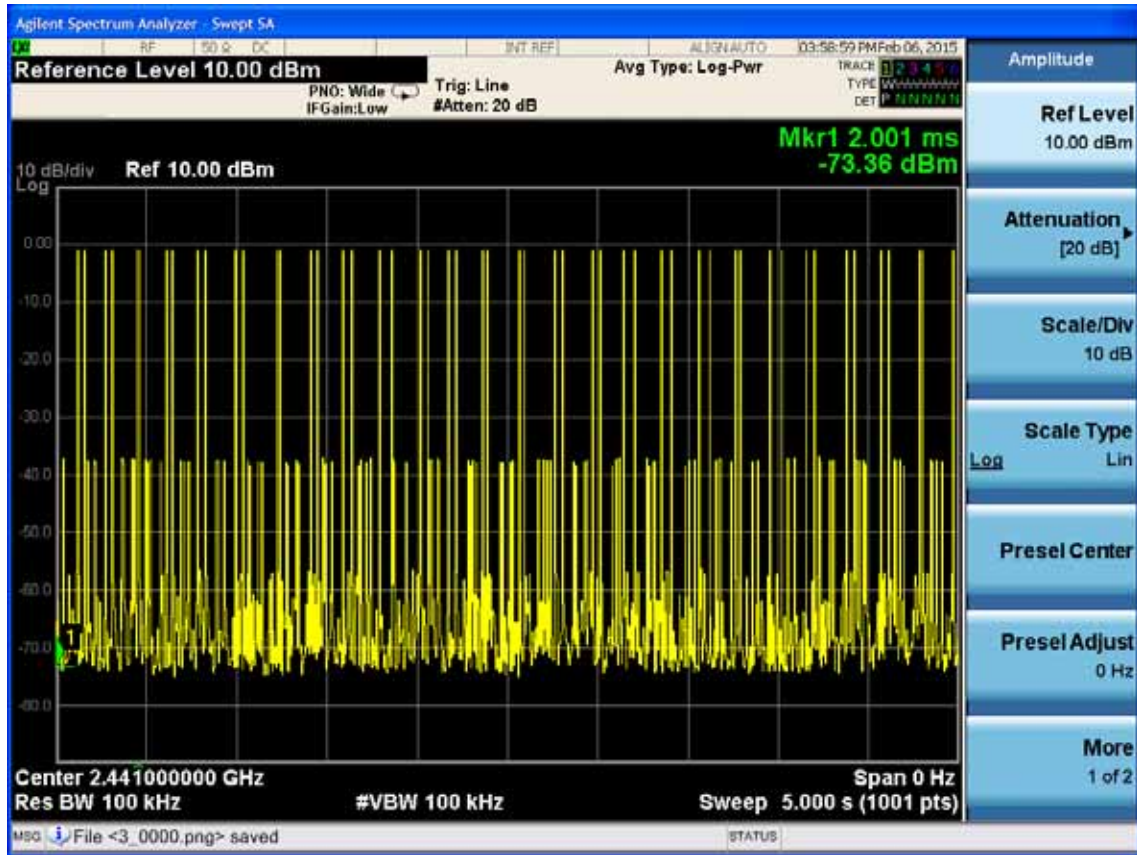 Agilent Spectrum Analyzer - Swept SA
RF 50 Ω DC INT REF ALIGN AUTO 03:58:59 PM Feb 06, 2015
Reference Level 10.00 dBm
PNO: Wide
IFGain:Low
Trig: Line
#Atten: 20 dB
Avg Type: Log-Pwr
TRACE 1 2 3 4 5 6
TYPE
DET P N N N N N
Mkr1 2.001 ms
-73.36 dBm
10 dB/div Ref 10.00 dBm
Log
0.00
-10.0
-20.0
-30.0
-40.0
-50.0
-60.0
-70.0
-80.0
1
Center 2.441000000 GHz
Span 0 Hz
Res BW 100 kHz
#VBW 100 kHz
Sweep 5.000 s (1001 pts)
MSG File <3_0000.png> saved
STATUS
Amplitude
Ref Level
10.00 dBm
Attenuation
[20 dB]
Scale/Div
10 dB
Scale Type
Log Lin
Presel Center
Presel Adjust
0 Hz
More
1 of 2